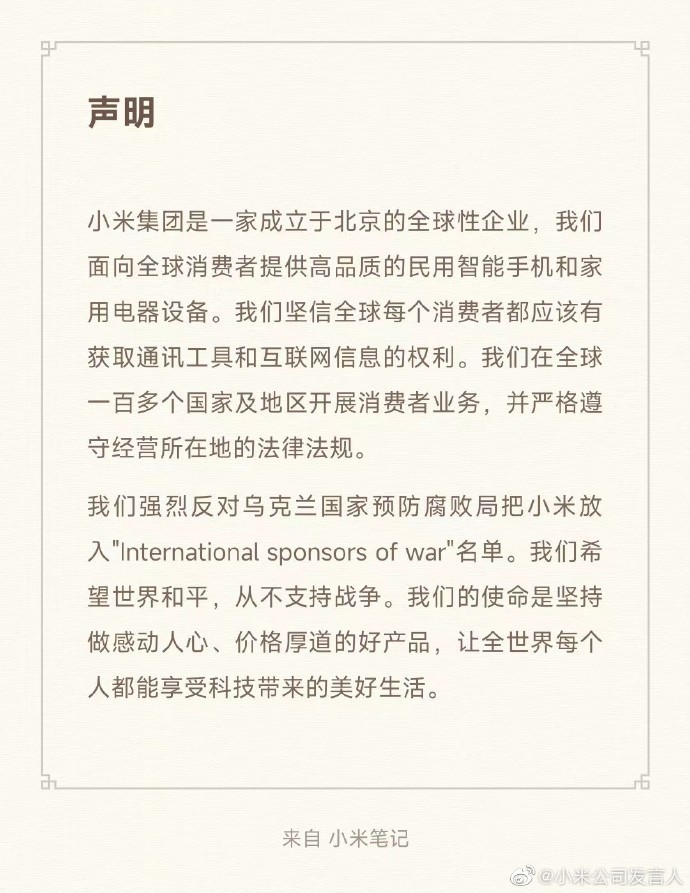 声明
小米集团是一家成立于北京的全球性企业，我们
面向全球消费者提供高品质的民用智能手机和家
用电器设备。我们坚信全球每个消费者都应该有
获取通讯工具和互联网信息的权利。我们在全球
一百多个国家及地区开展消费者业务，并严格遵
守经营所在地的法律法规。
我们强烈反对乌克兰国家预防腐败局把小米放
入"International sponsors of war"名单。我们希
望世界和平，从不支持战争。我们的使命是坚持
做感动人心、价格厚道的好产品，让全世界每个
人都能享受科技带来的美好生活。
来自 小米笔记
@小米公司发言人